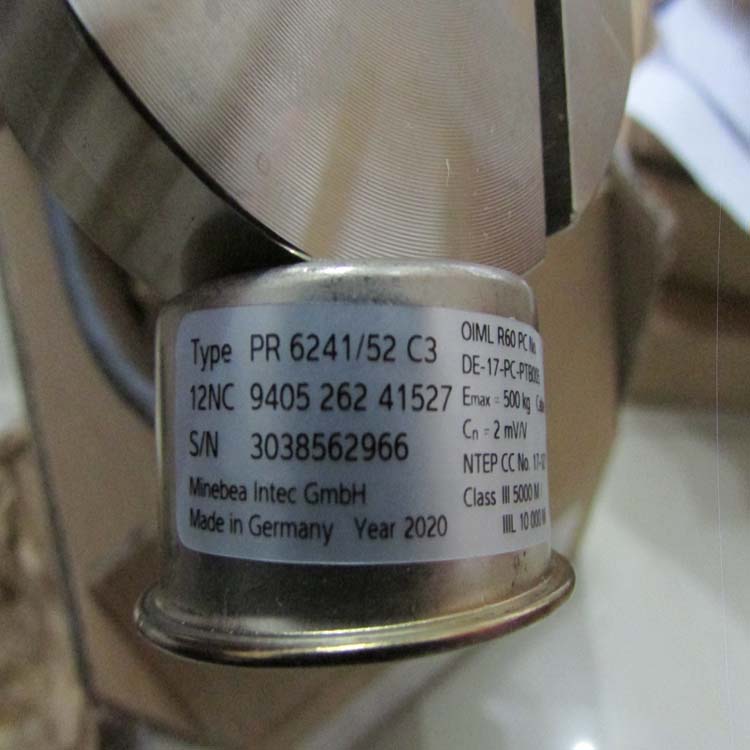 Type PR 6241/52 C3
12NC 9405 262 41527
S/N 3038562966
Minebea Intec GmbH
Made in Germany Year 2020
OIML R60 PC No
DE-17-PC-PTB005
Emax = 500 kg
Cn = 2 mV/V
NTEP CC No. 17-
Class III 5000 M
IIIL 10 000 M